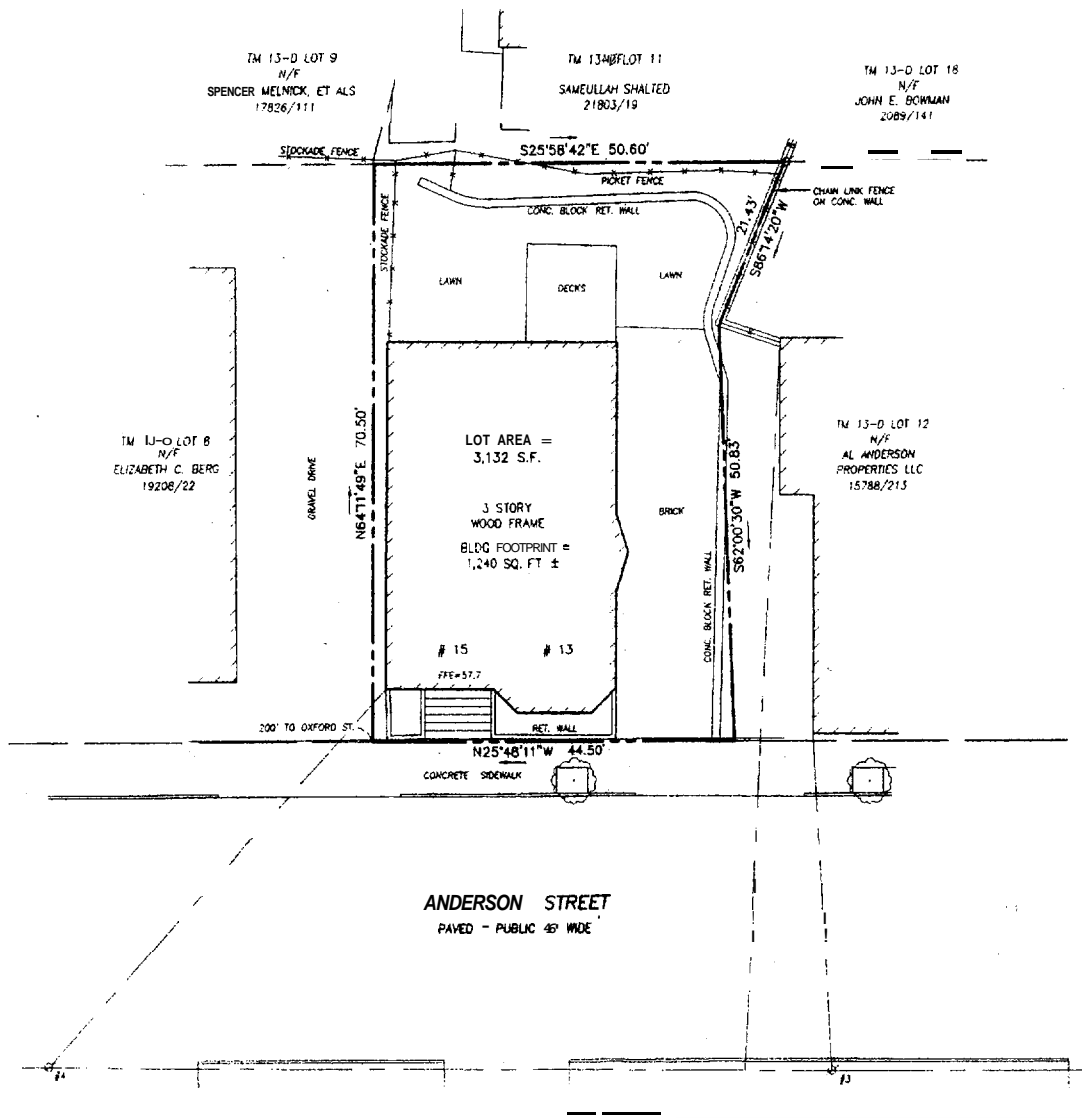 TM 13-D LOT 9
N/F
SPENCER MELNICK, ET ALS
17826/111
LOT 11
SAMEULLAH SHALTED
21803/19
TM 13-D LOT 18
N/F
JOHN E. BOWMAN
2089/141
STOCKADE FENCE
S25°58'42"E 50.60'
PICKET FENCE
CHAIN LINK FENCE
ON CONC. WALL
CONC. BLOCK RET. WALL
21.43'
S86°14'20"W
STOCKADE FENCE
LAWN
DECKS
LAWN
LOT 8
N/F
ELIZABETH C. BERG
19208/22
GRAVEL DRIVE
N64°11'49"E 70.50'
LOT AREA =
3,132 S.F.
3 STORY
WOOD FRAME
BLDG FOOTPRINT =
1,240 SQ. FT ±
BRICK
CONC. BLOCK RET. WALL
S62°00'30"W 50.83'
TM 13-D LOT 12
N/F
AL ANDERSON
PROPERTIES LLC
15788/213
# 15
# 13
FFE=57.7
200' TO OXFORD ST.
RET. WALL
N25°48'11"W 44.50'
CONCRETE SIDEWALK
ANDERSON STREET
PAVED - PUBLIC 46' WIDE
#4
#3